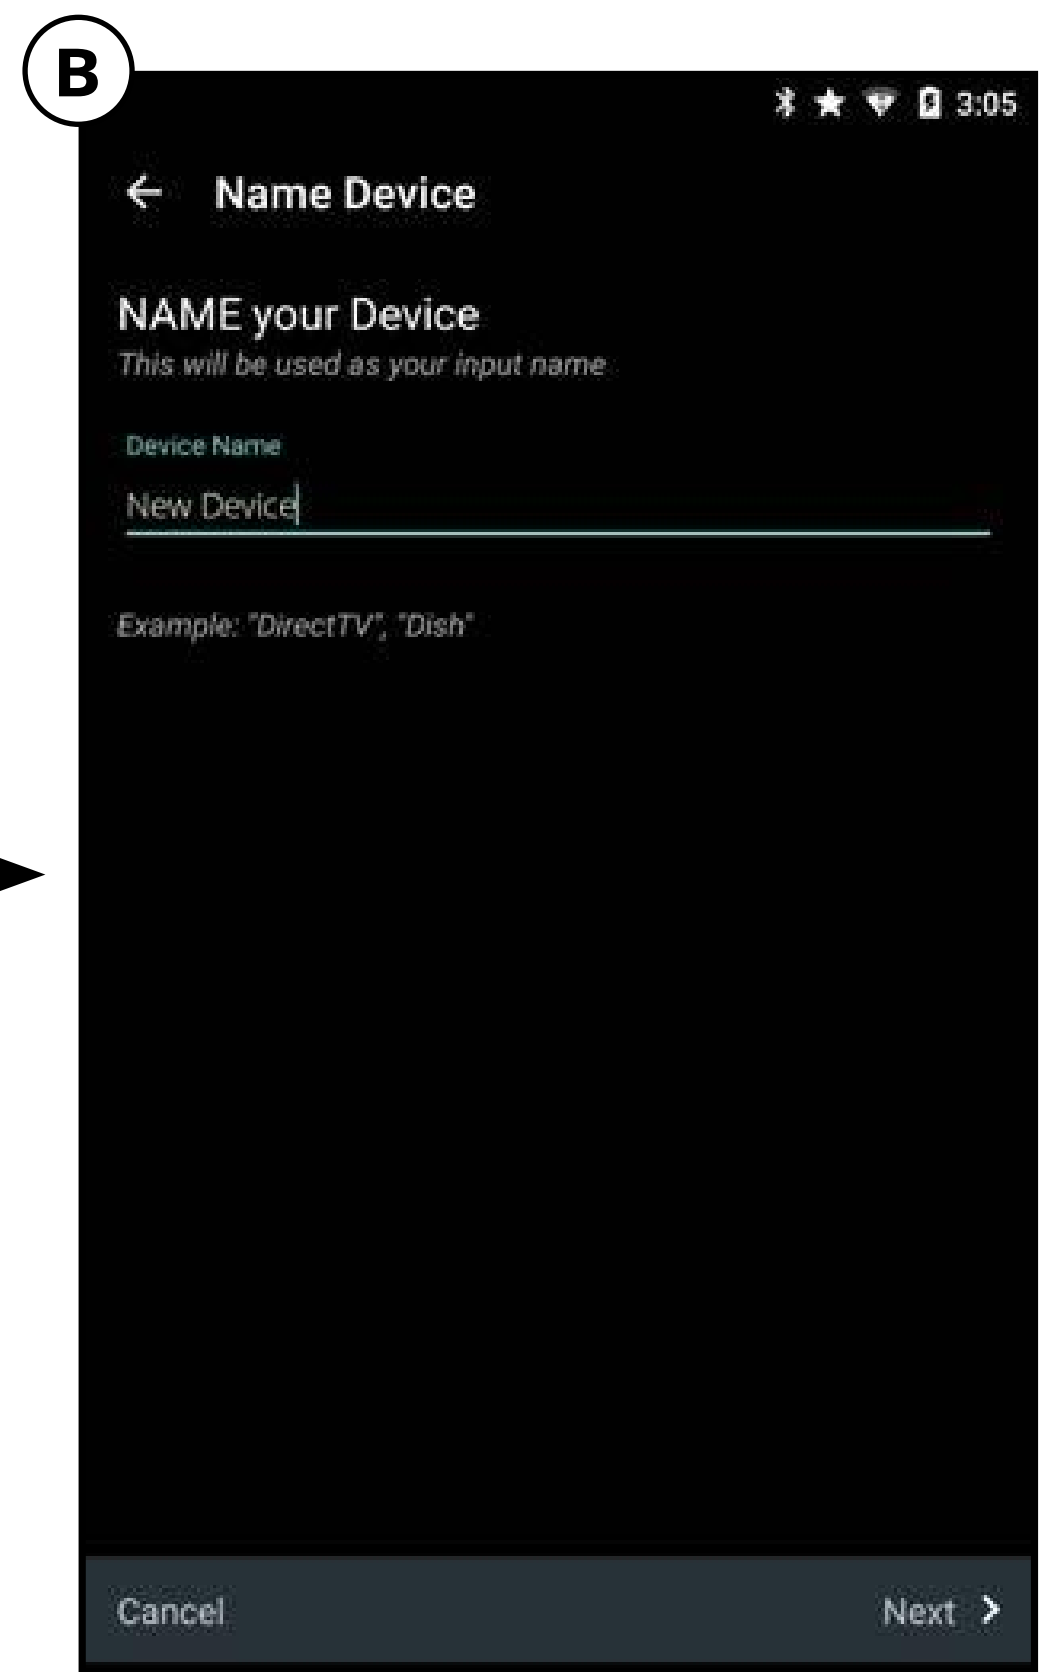 B
3:05
Name Device
NAME your Device
This will be used as your input name
Device Name
New Device
Example: "DirectTV", "Dish"
Cancel
Next